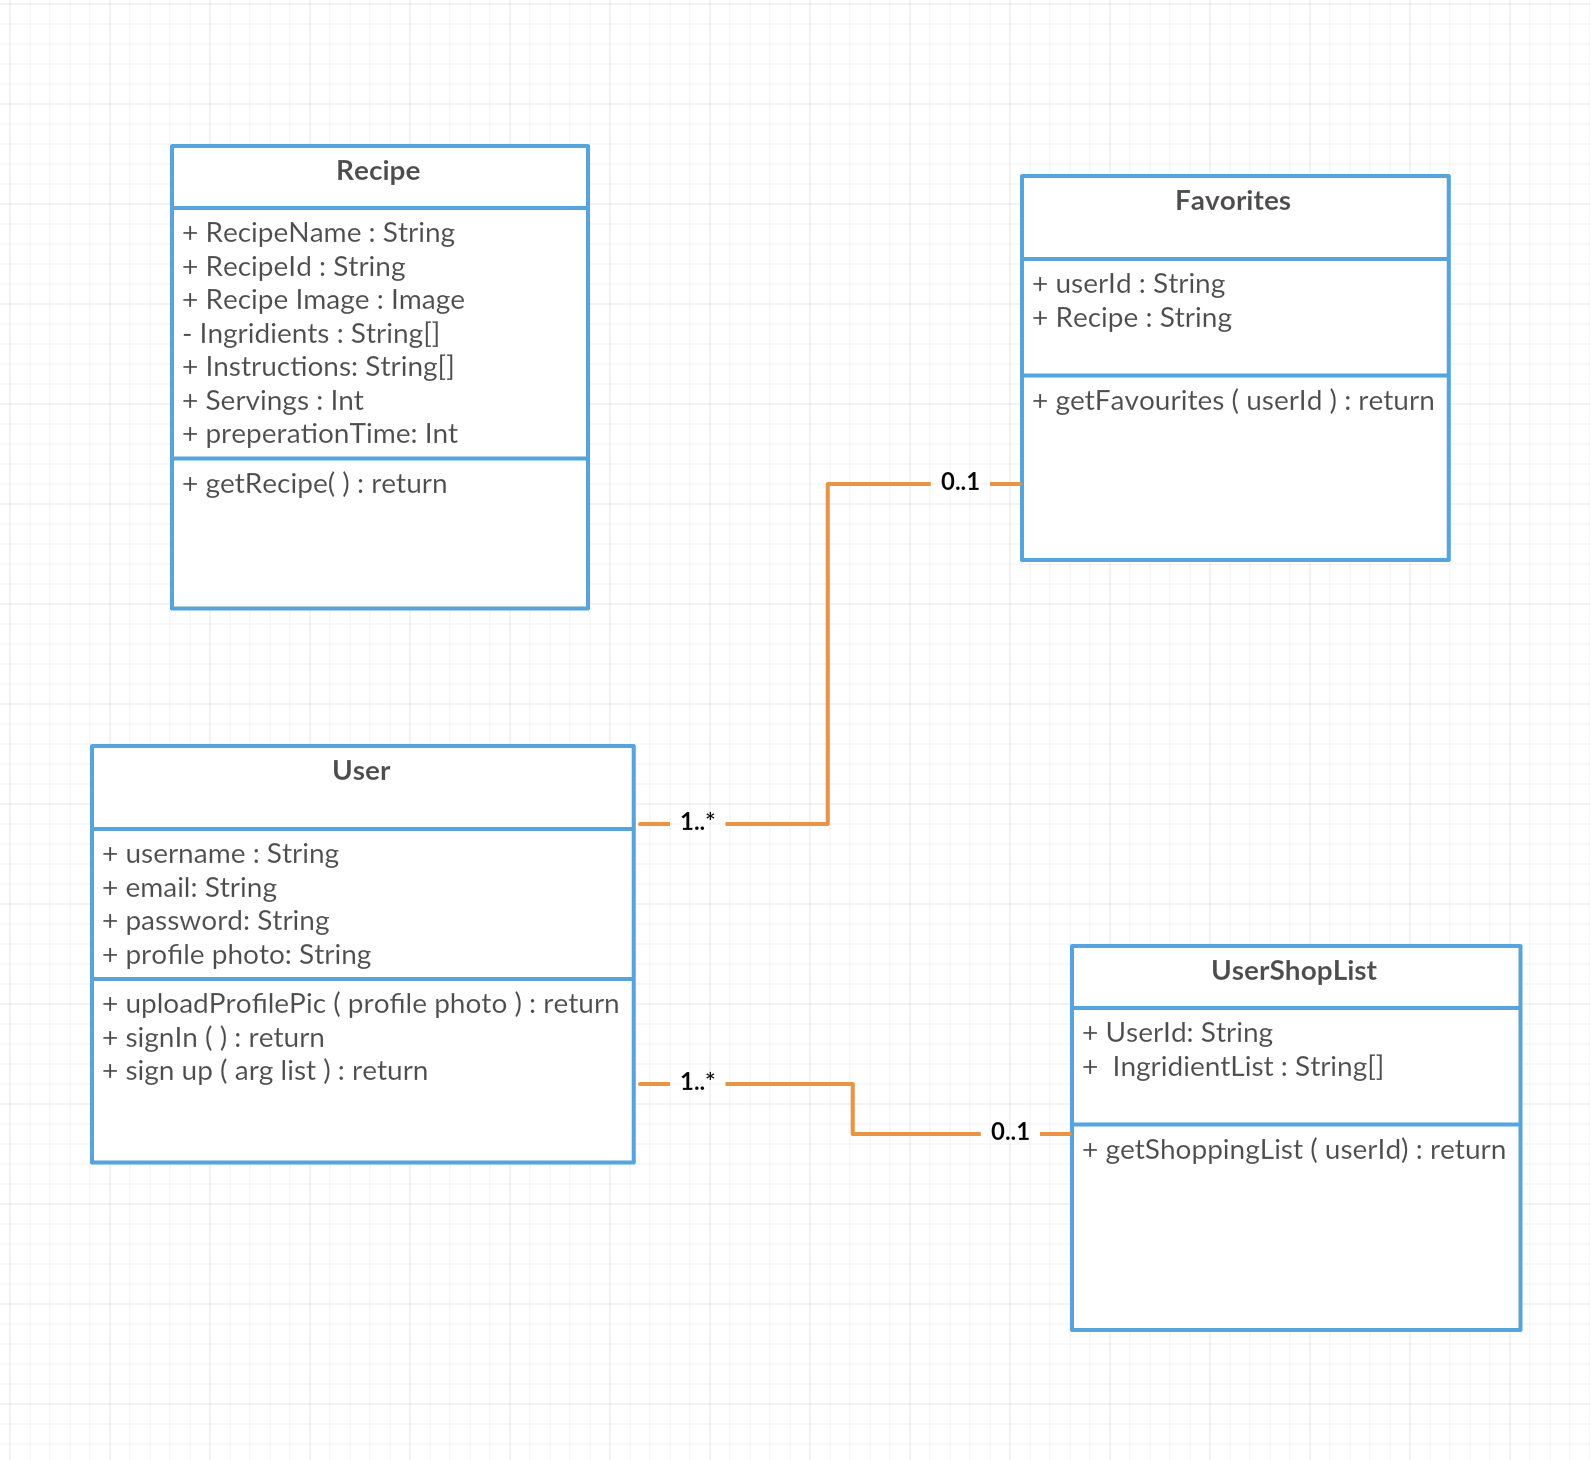 Recipe
+ RecipeName : String
+ RecipeId : String
+ Recipe Image : Image
- Ingridients : String[]
+ Instructions: String[]
+ Servings : Int
+ preperationTime: Int
+ getRecipe( ) : return
Favorites
+ userId : String
+ Recipe : String
+ getFavourites ( userId ) : return
0..1
1..*
User
+ username : String
+ email: String
+ password: String
+ profile photo: String
+ uploadProfilePic ( profile photo ) : return
+ signIn ( ) : return
+ sign up ( arg list ) : return
1..*
0..1
UserShopList
+ UserId: String
+  IngridientList : String[]
+ getShoppingList ( userId) : return